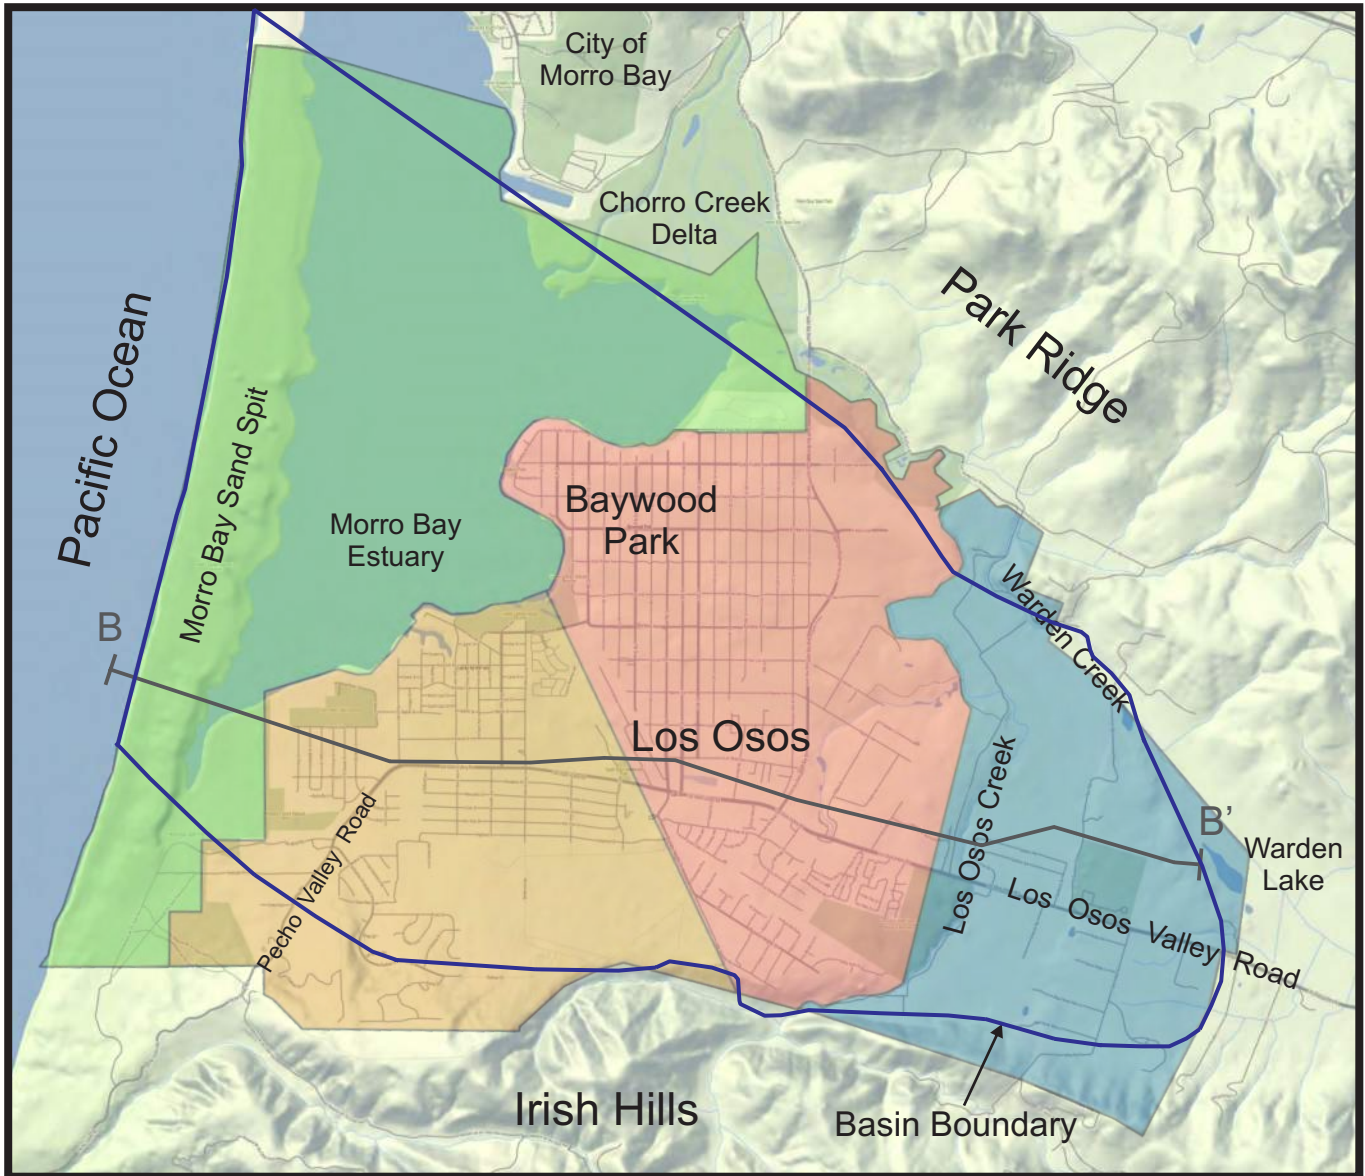 City of
Morro Bay
Chorro Creek
Delta
Park Ridge
Pacific Ocean
Morro Bay Sand Spit
Morro Bay
Estuary
Baywood
Park
Warden Creek
B
Los Osos
Los Osos Creek
Pecho Valley Road
B'
Warden
Lake
Los Osos Valley Road
Irish Hills
Basin Boundary